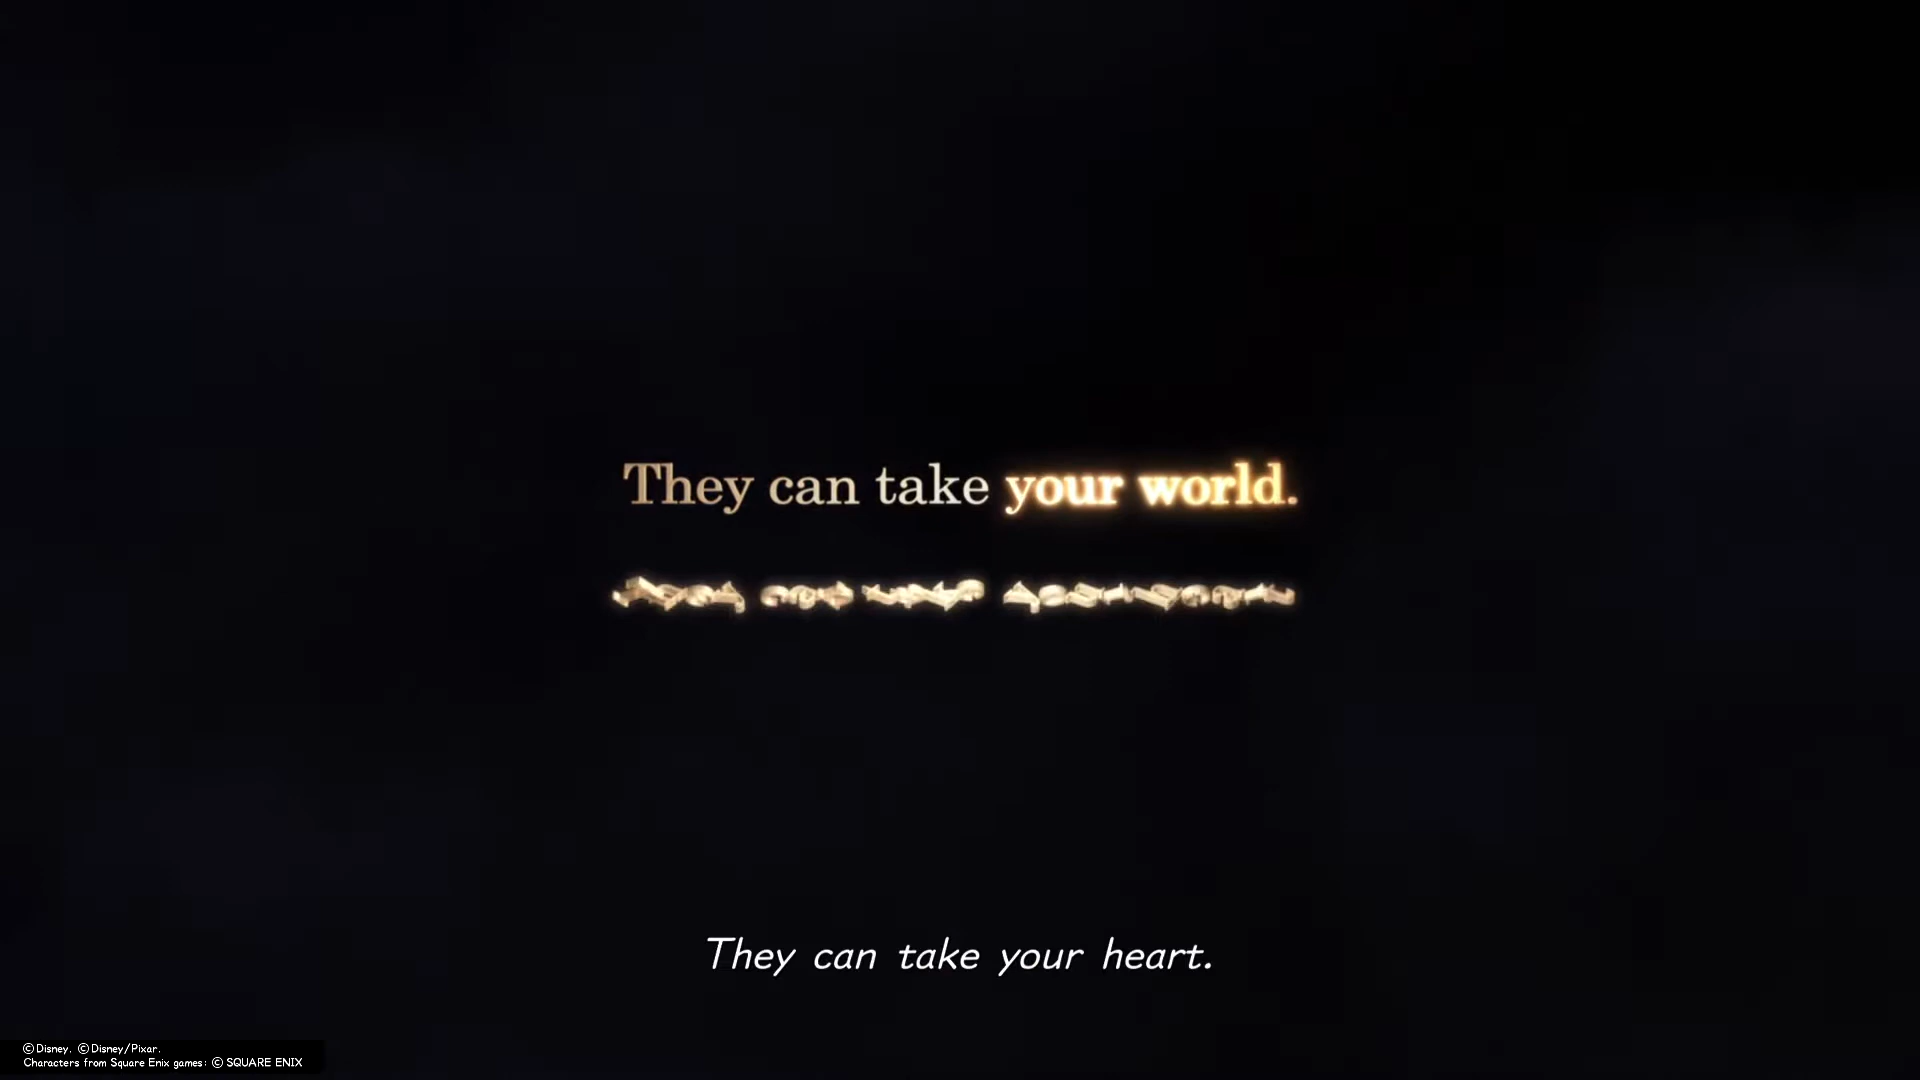 They can take your world.
They can take your heart.
©Disney. ©Disney/Pixar.
Characters from Square Enix games: © SQUARE ENIX